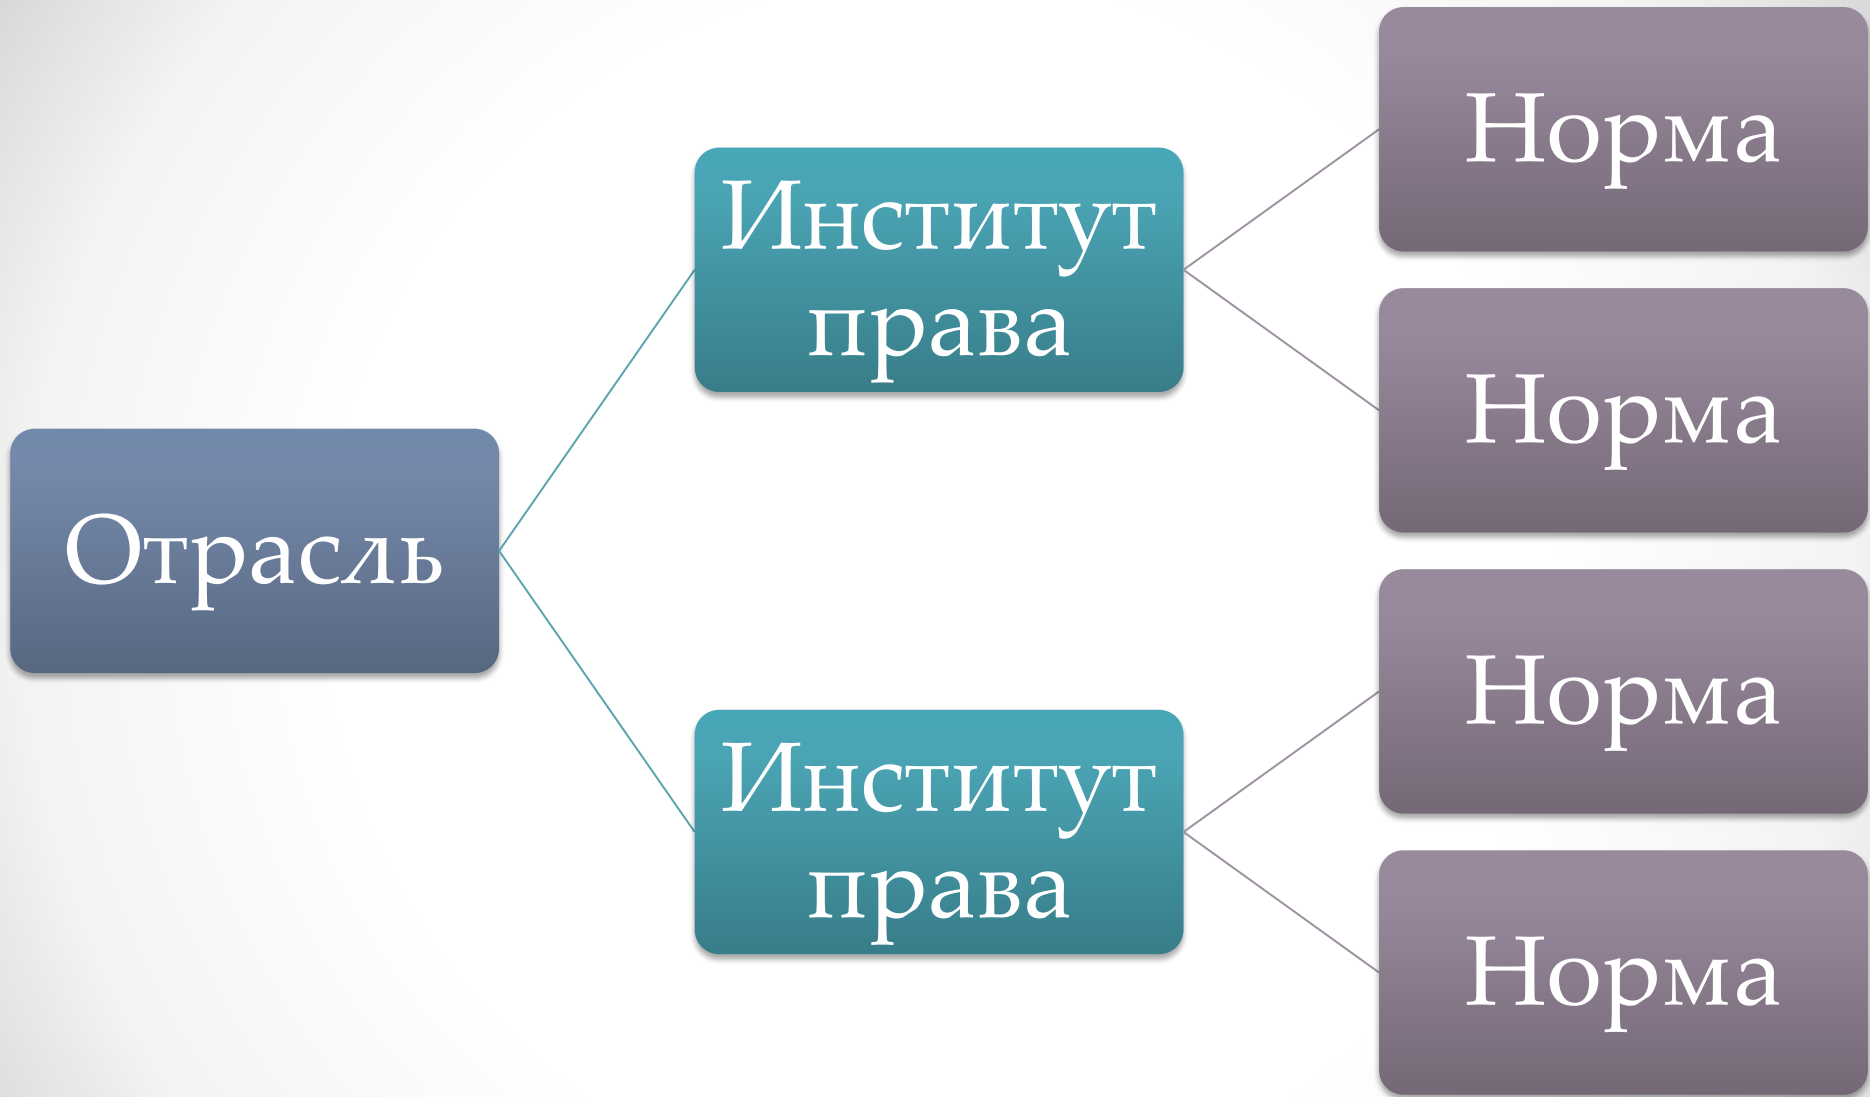 Отрасль
Институт
права
Норма
Норма
Институт
права
Норма
Норма